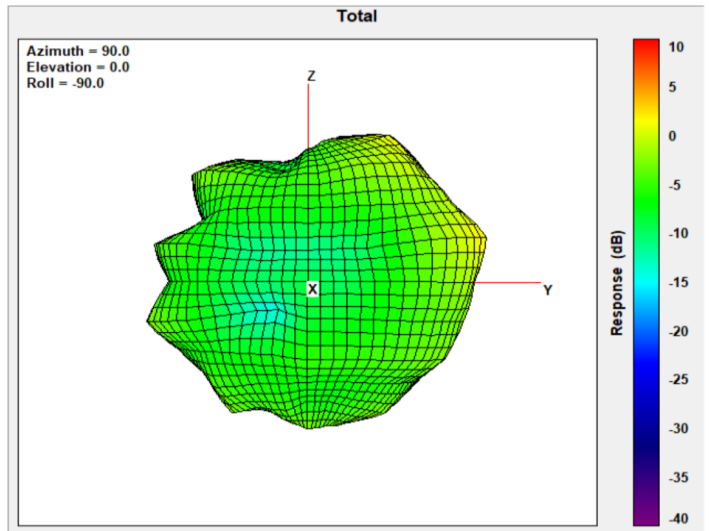 Total
Azimuth = 90.0
Elevation = 0.0
Roll = -90.0
Z
X
Y
10
5
0
-5
-10
-15
-20
-25
-30
-35
-40
Response (dB)